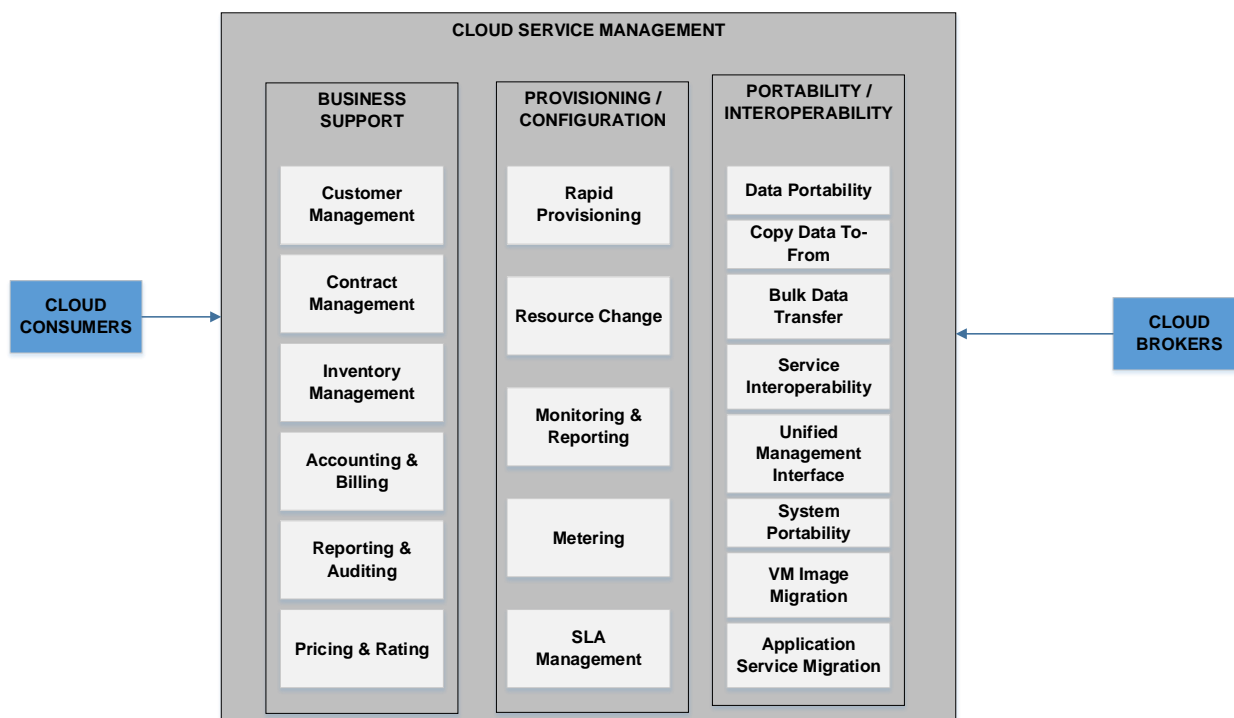 CLOUD SERVICE MANAGEMENT
BUSINESS
SUPPORT
Customer
Management
Contract
Management
Inventory
Management
Accounting &
Billing
Reporting &
Auditing
Pricing & Rating
PROVISIONING /
CONFIGURATION
Rapid
Provisioning
Resource Change
Monitoring &
Reporting
Metering
SLA
Management
PORTABILITY /
INTEROPERABILITY
Data Portability
Copy Data To-
From
Bulk Data
Transfer
Service
Interoperability
Unified
Management
Interface
System
Portability
VM Image
Migration
Application
Service Migration
CLOUD
CONSUMERS
CLOUD
BROKERS